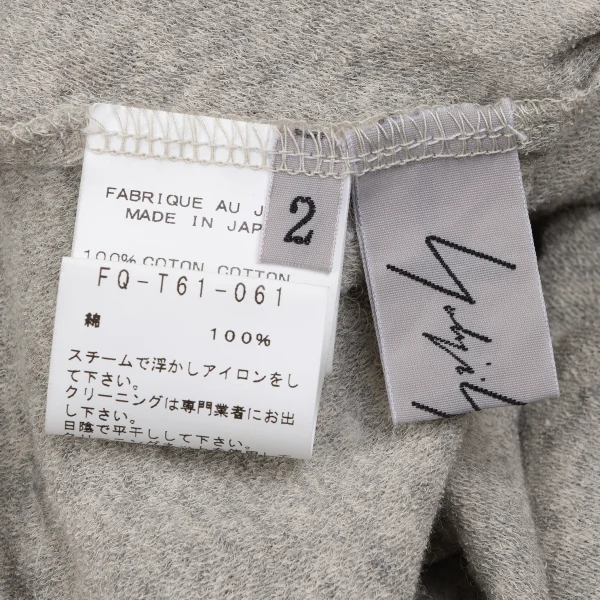 FABRIQUE AU J
MADE IN JAP
2
100% COTON COTTON
FQ-T61-061
綿 100%
スチームで浮かしアイロンをし
て下さい。
クリーニングは専門業者にお出
し下さい。
日陰で平干しして下さい。
Yohji